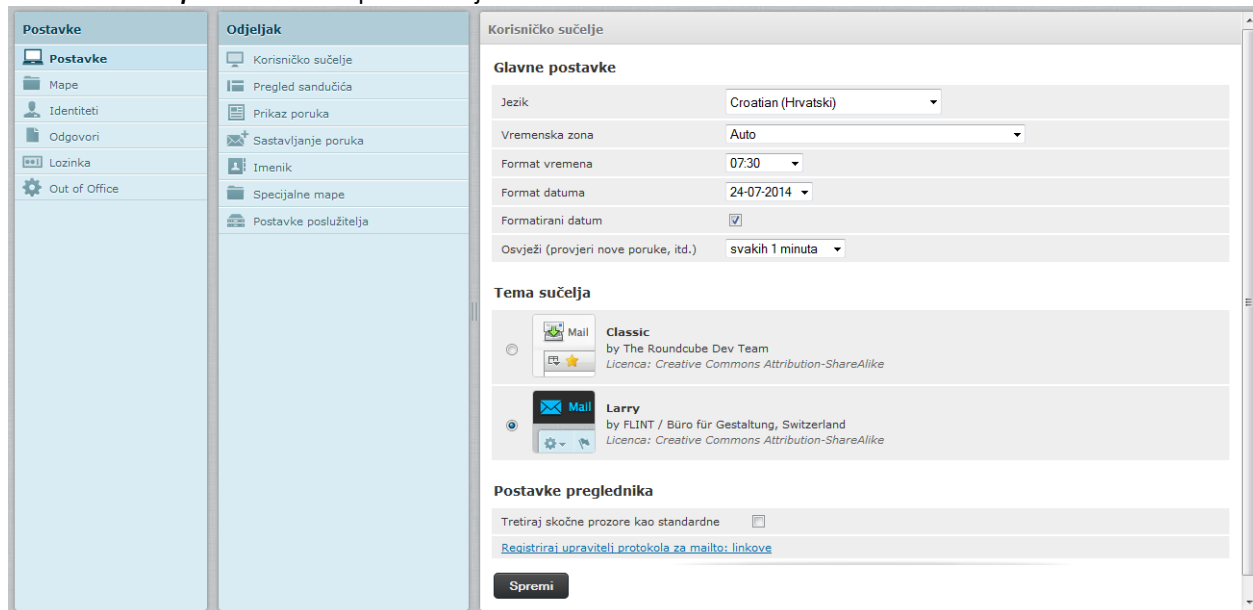 Postavke
Postavke
Mape
Identiteti
Odgovori
Lozinka
Out of Office
Odjeljak
Korisničko sučelje
Pregled sandučića
Prikaz poruka
Sastavljanje poruka
Imenik
Specijalne mape
Postavke poslužitelja
Korisničko sučelje
Glavne postavke
Jezik Croatian (Hrvatski)
Vremenska zona Auto
Format vremena 07:30
Format datuma 24-07-2014
Formatirani datum
Osvježi (provjeri nove poruke, itd.) svakih 1 minuta
Tema sučelja
Mail
Classic
by The Roundcube Dev Team
Licenca: Creative Commons Attribution-ShareAlike
Mail
Larry
by FLINT / Büro für Gestaltung, Switzerland
Licenca: Creative Commons Attribution-ShareAlike
Postavke preglednika
Tretiraj skočne prozore kao standardne
Registriraj upravitelj protokola za mailto: linkove
Spremi